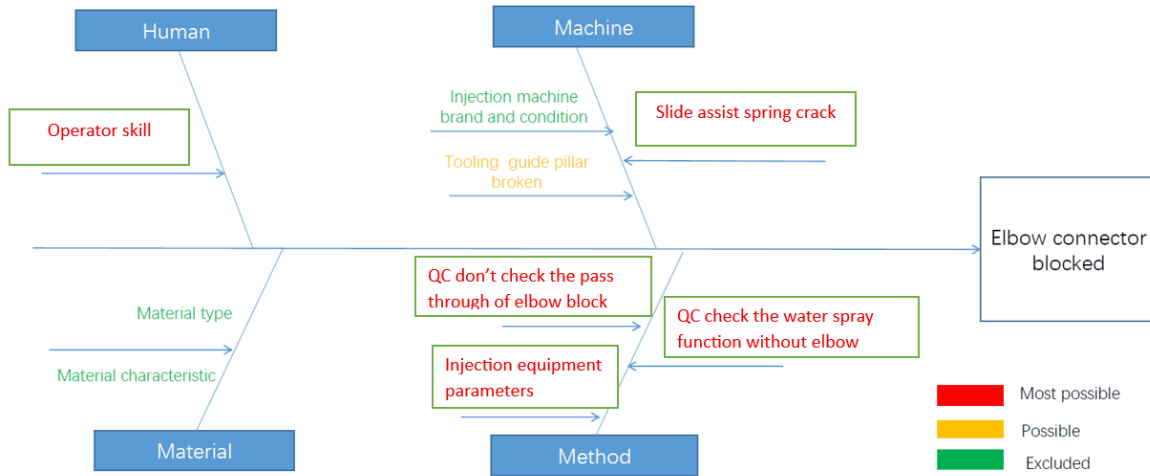 Human
Machine
Operator skill
Injection machine
brand and condition
Slide assist spring crack
Tooling guide pillar
broken
Elbow connector
blocked
QC don't check the pass
through of elbow block
QC check the water spray
function without elbow
Material type
Material characteristic
Injection equipment
parameters
Most possible
Possible
Excluded
Material
Method